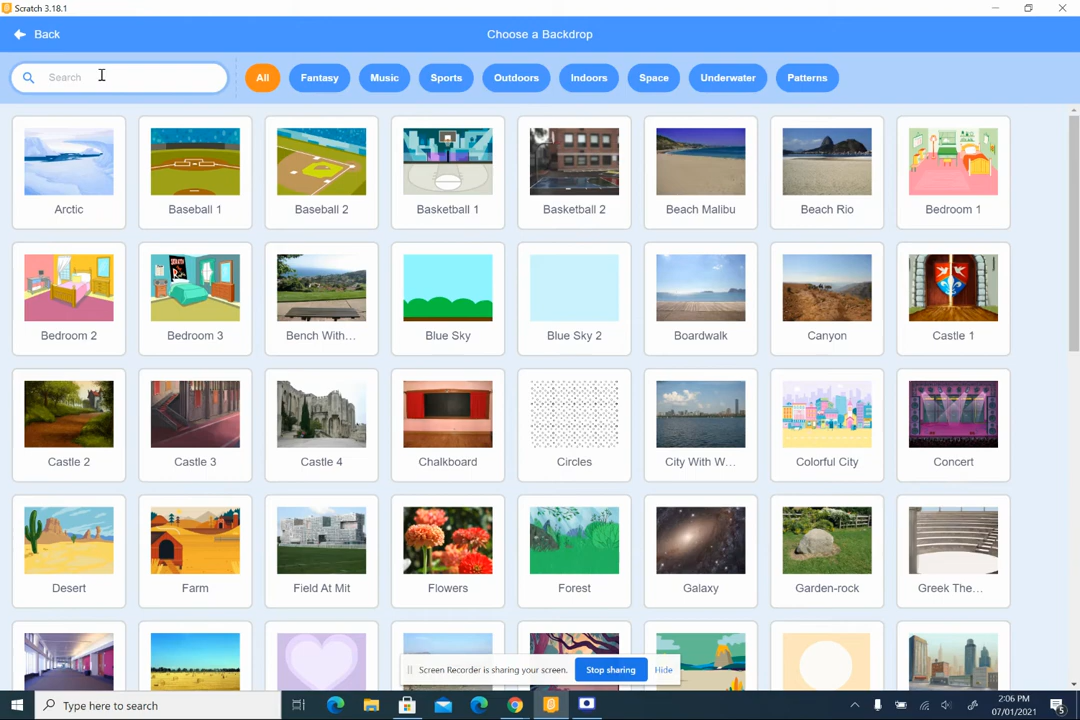 Scratch 3.18.1
Back
Choose a Backdrop
Search
All
Fantasy
Music
Sports
Outdoors
Indoors
Space
Underwater
Patterns
Arctic
Baseball 1
Baseball 2
Basketball 1
Basketball 2
Beach Malibu
Beach Rio
Bedroom 1
Bedroom 2
Bedroom 3
Bench With...
Blue Sky
Blue Sky 2
Boardwalk
Canyon
Castle 1
Castle 2
Castle 3
Castle 4
Chalkboard
Circles
City With W...
Colorful City
Concert
Desert
Farm
Field At Mit
Flowers
Forest
Galaxy
Garden-rock
Greek The...
Screen Recorder is sharing your screen.
Stop sharing
Hide
Type here to search
2:06 PM
07/01/2021
5